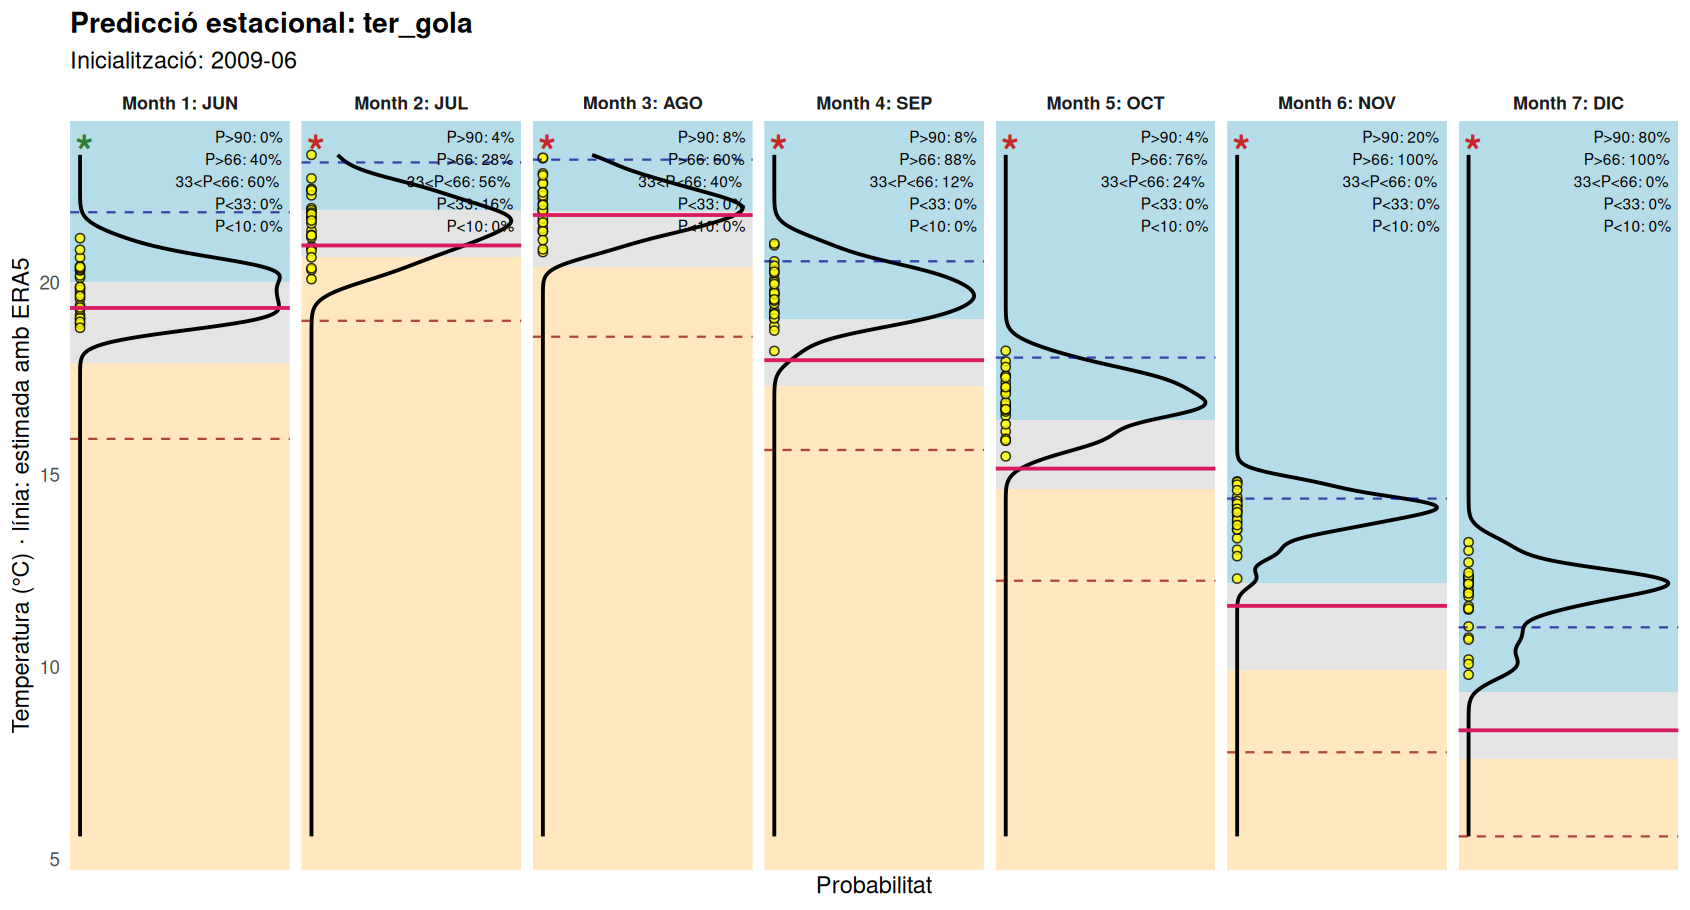 Predicció estacional: ter_gola
Inicialització: 2009-06
Month 1: JUN
Month 2: JUL
Month 3: AGO
Month 4: SEP
Month 5: OCT
Month 6: NOV
Month 7: DIC
*
P>90: 0%
P>66: 40%
33<P<66: 60%
P<33: 0%
P<10: 0%
*
P>90: 4%
P>66: 28%
33<P<66: 56%
P<33: 16%
P<10: 0%
*
P>90: 8%
P>66: 60%
33<P<66: 40%
P<33: 0%
P<10: 0%
*
P>90: 8%
P>66: 88%
33<P<66: 12%
P<33: 0%
P<10: 0%
*
P>90: 4%
P>66: 76%
33<P<66: 24%
P<33: 0%
P<10: 0%
*
P>90: 20%
P>66: 100%
33<P<66: 0%
P<33: 0%
P<10: 0%
*
P>90: 80%
P>66: 100%
33<P<66: 0%
P<33: 0%
P<10: 0%
20
15
10
5
Temperatura (°C) · línia: estimada amb ERA5
Probabilitat